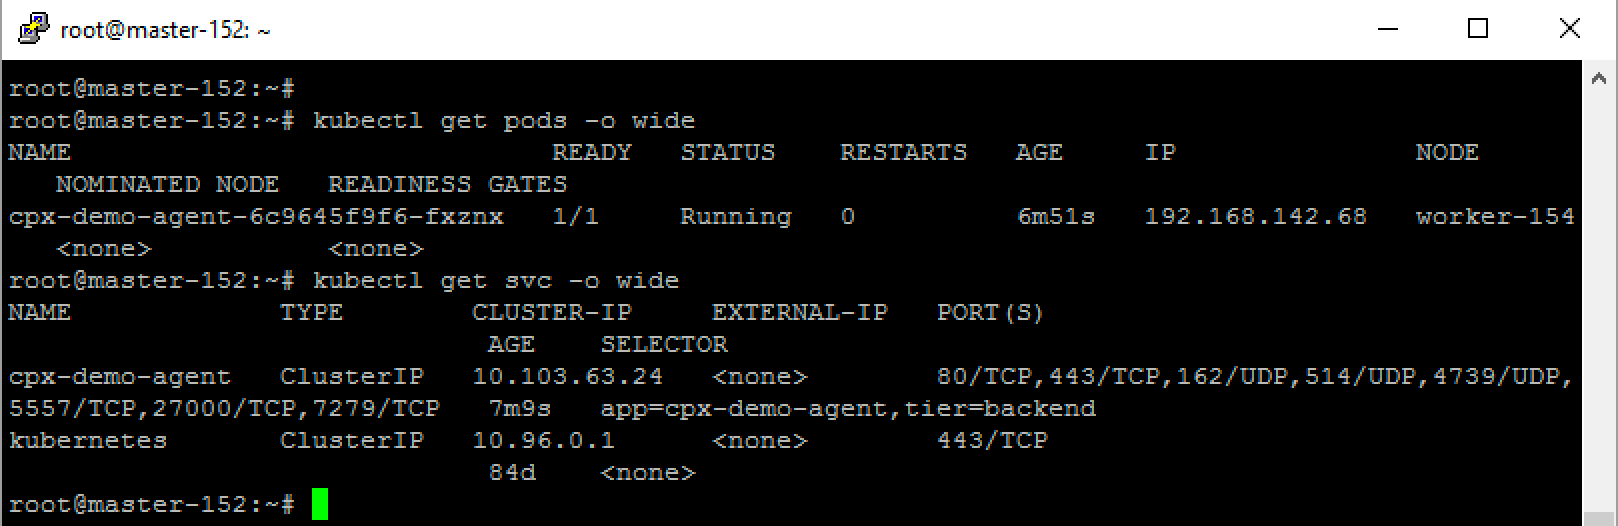 root@master-152: ~
root@master-152:~#
root@master-152:~# kubectl get pods -o wide
NAME                              READY   STATUS    RESTARTS   AGE     IP               NODE
   NOMINATED NODE   READINESS GATES
cpx-demo-agent-6c9645f9f6-fxznx   1/1     Running   0          6m51s   192.168.142.68   worker-154
   <none>           <none>
root@master-152:~# kubectl get svc -o wide
NAME             TYPE        CLUSTER-IP     EXTERNAL-IP   PORT(S)
                              AGE    SELECTOR
cpx-demo-agent   ClusterIP   10.103.63.24   <none>        80/TCP,443/TCP,162/UDP,514/UDP,4739/UDP,
5557/TCP,27000/TCP,7279/TCP   7m9s   app=cpx-demo-agent,tier=backend
kubernetes       ClusterIP   10.96.0.1      <none>        443/TCP
                              84d    <none>
root@master-152:~#